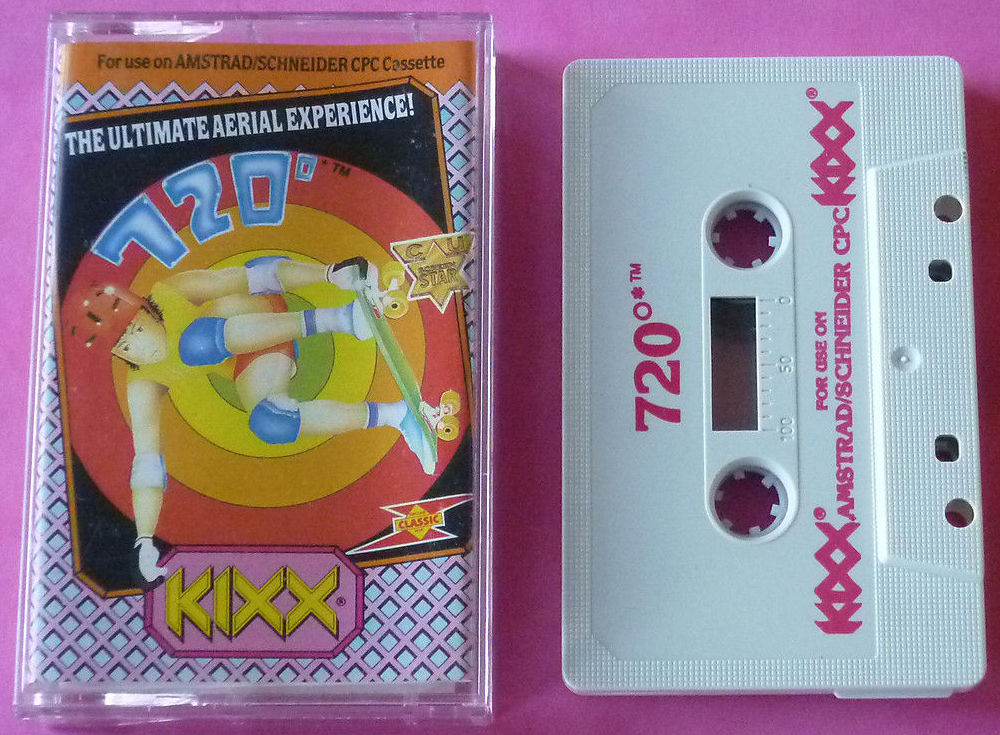 For use on AMSTRAD/SCHNEIDER CPC Cassette
THE ULTIMATE AERIAL EXPERIENCE!
720°*™
C
SCREEN
STAR
CLASSIC
KIXX®
720°*™
0
50
100
FOR USE ON
AMSTRAD/SCHNEIDER CPC
KIXX®
KIXX®